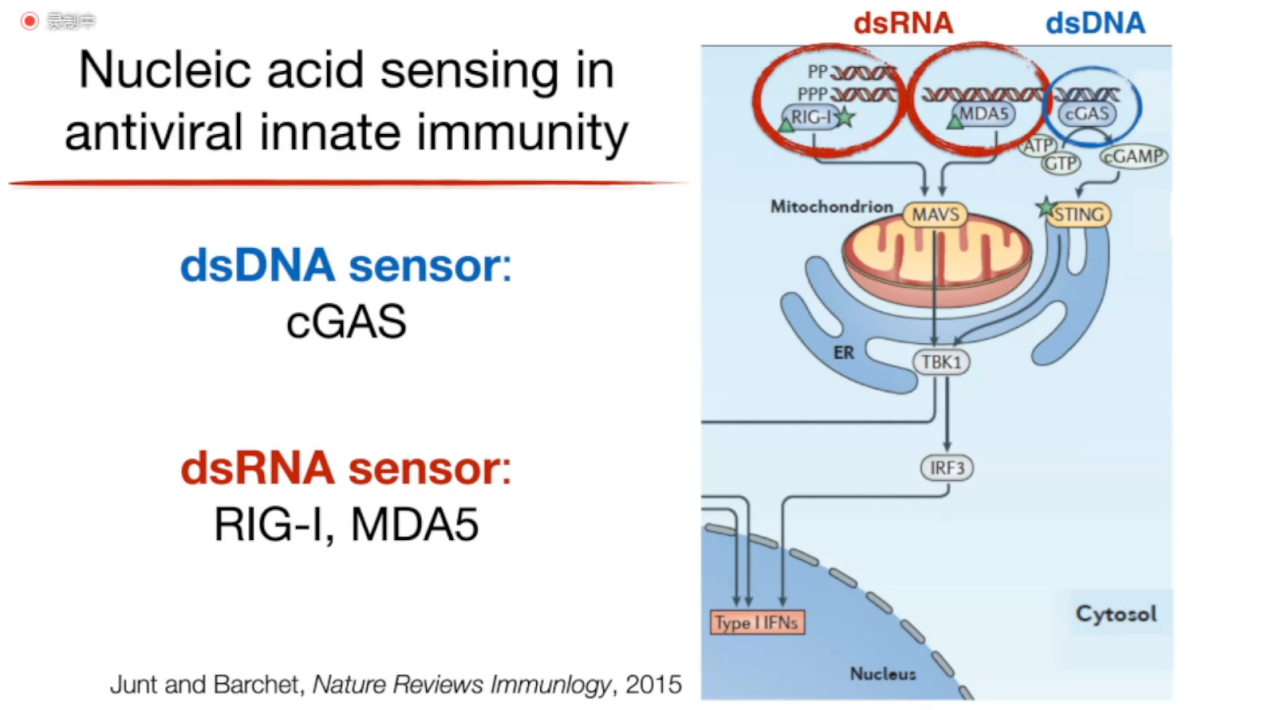 录制中
Nucleic acid sensing in
antiviral innate immunity
dsDNA sensor:
cGAS
dsRNA sensor:
RIG-I, MDA5
Junt and Barchet, Nature Reviews Immunlogy, 2015
dsRNA
dsDNA
PP
PPP
RIG-I
MDA5
cGAS
ATP
GTP
cGAMP
Mitochondrion
MAVS
STING
ER
TBK1
IRF3
Type I IFNs
Cytosol
Nucleus